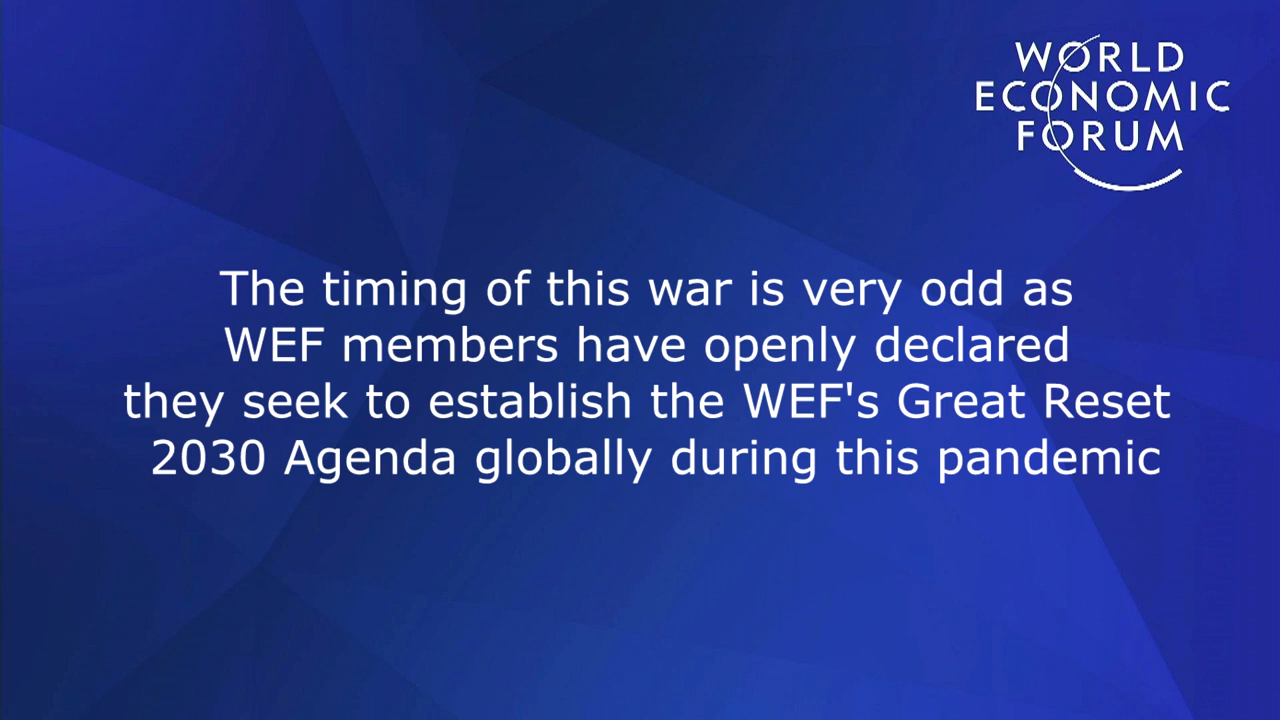 WORLD
ECONOMIC
FORUM
The timing of this war is very odd as
WEF members have openly declared
they seek to establish the WEF's Great Reset
2030 Agenda globally during this pandemic